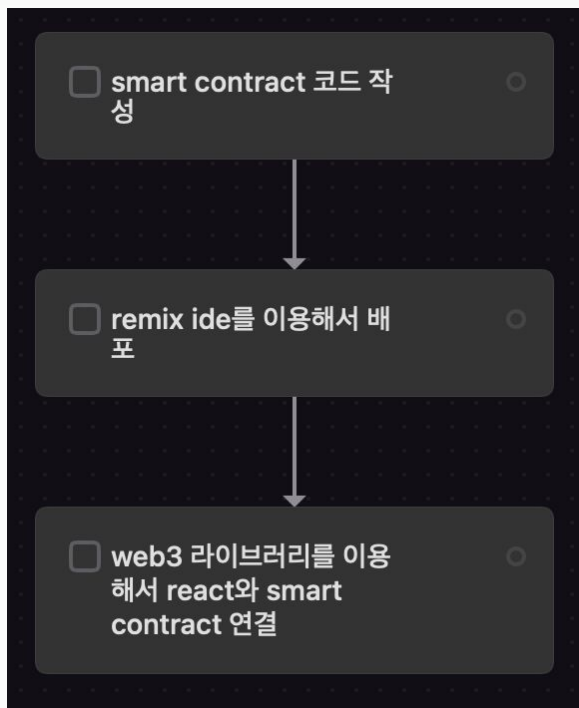 smart contract 코드 작
성
remix ide를 이용해서 배
포
web3 라이브러리를 이용
해서 react와 smart
contract 연결